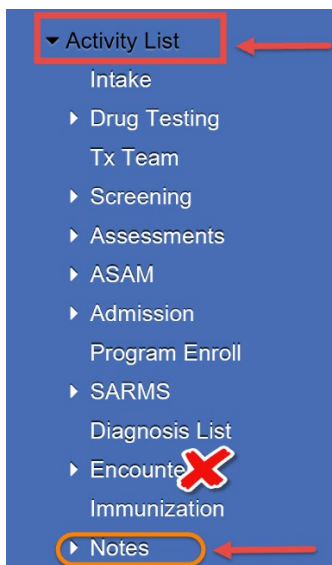 Activity List
Intake
Drug Testing
Tx Team
Screening
Assessments
ASAM
Admission
Program Enroll
SARMS
Diagnosis List
Encounte
Immunization
Notes